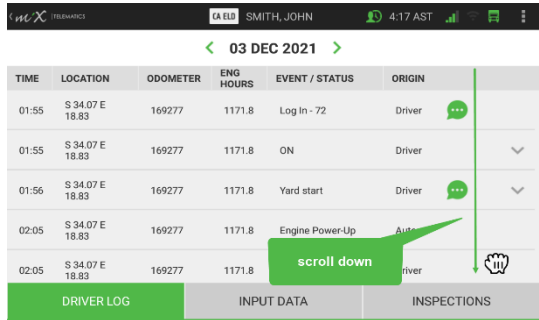 mix TELEMATICS CA ELD SMITH, JOHN 4:17 AST
03 DEC 2021
TIME LOCATION ODOMETER ENG HOURS EVENT / STATUS ORIGIN
01:55 S 34.07 E 18.83 169277 1171.8 Log In - 72 Driver
01:55 S 34.07 E 18.83 169277 1171.8 ON Driver
01:56 S 34.07 E 18.83 169277 1171.8 Yard start Driver
02:05 S 34.07 E 18.83 169277 1171.8 Engine Power-Up
scroll down
02:05 S 34.07 E 18.83 169277 1171.8
DRIVER LOG INPUT DATA INSPECTIONS